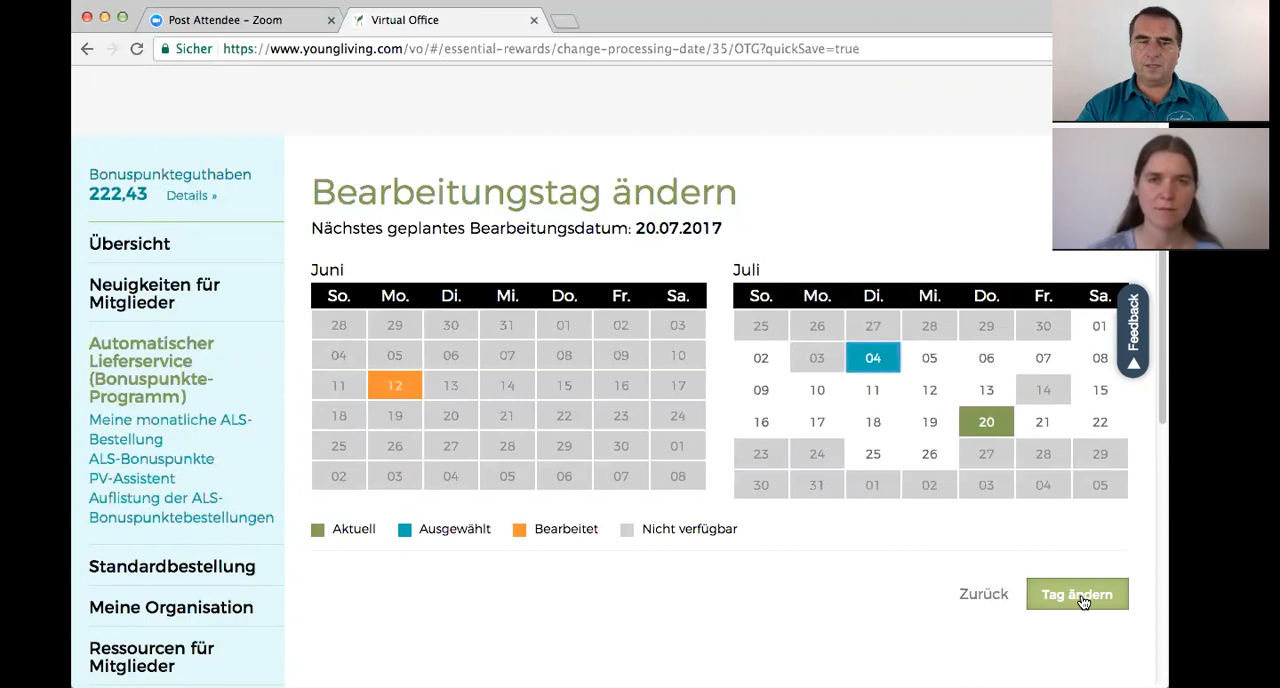 Post Attendee – Zoom
Virtual Office
Sicher https://www.youngliving.com/vo/#/essential-rewards/change-processing-date/35/OTG?quickSave=true
Bonuspunkteguthaben
222,43 Details »
Übersicht
Neuigkeiten für
Mitglieder
Automatischer
Lieferservice
(Bonuspunkte-
Programm)
Meine monatliche ALS-
Bestellung
ALS-Bonuspunkte
PV-Assistent
Auflistung der ALS-
Bonuspunktebestellungen
Standardbestellung
Meine Organisation
Ressourcen für
Mitglieder
Bearbeitungstag ändern
Nächstes geplantes Bearbeitungsdatum: 20.07.2017
Juni
So. Mo. Di. Mi. Do. Fr. Sa.
28 29 30 31 01 02 03
04 05 06 07 08 09 10
11 12 13 14 15 16 17
18 19 20 21 22 23 24
25 26 27 28 29 30 01
02 03 04 05 06 07 08
Juli
So. Mo. Di. Mi. Do. Fr. Sa.
25 26 27 28 29 30 01
02 03 04 05 06 07 08
09 10 11 12 13 14 15
16 17 18 19 20 21 22
23 24 25 26 27 28 29
30 31 01 02 03 04 05
Aktuell Ausgewählt Bearbeitet Nicht verfügbar
Zurück Tag ändern
Feedback